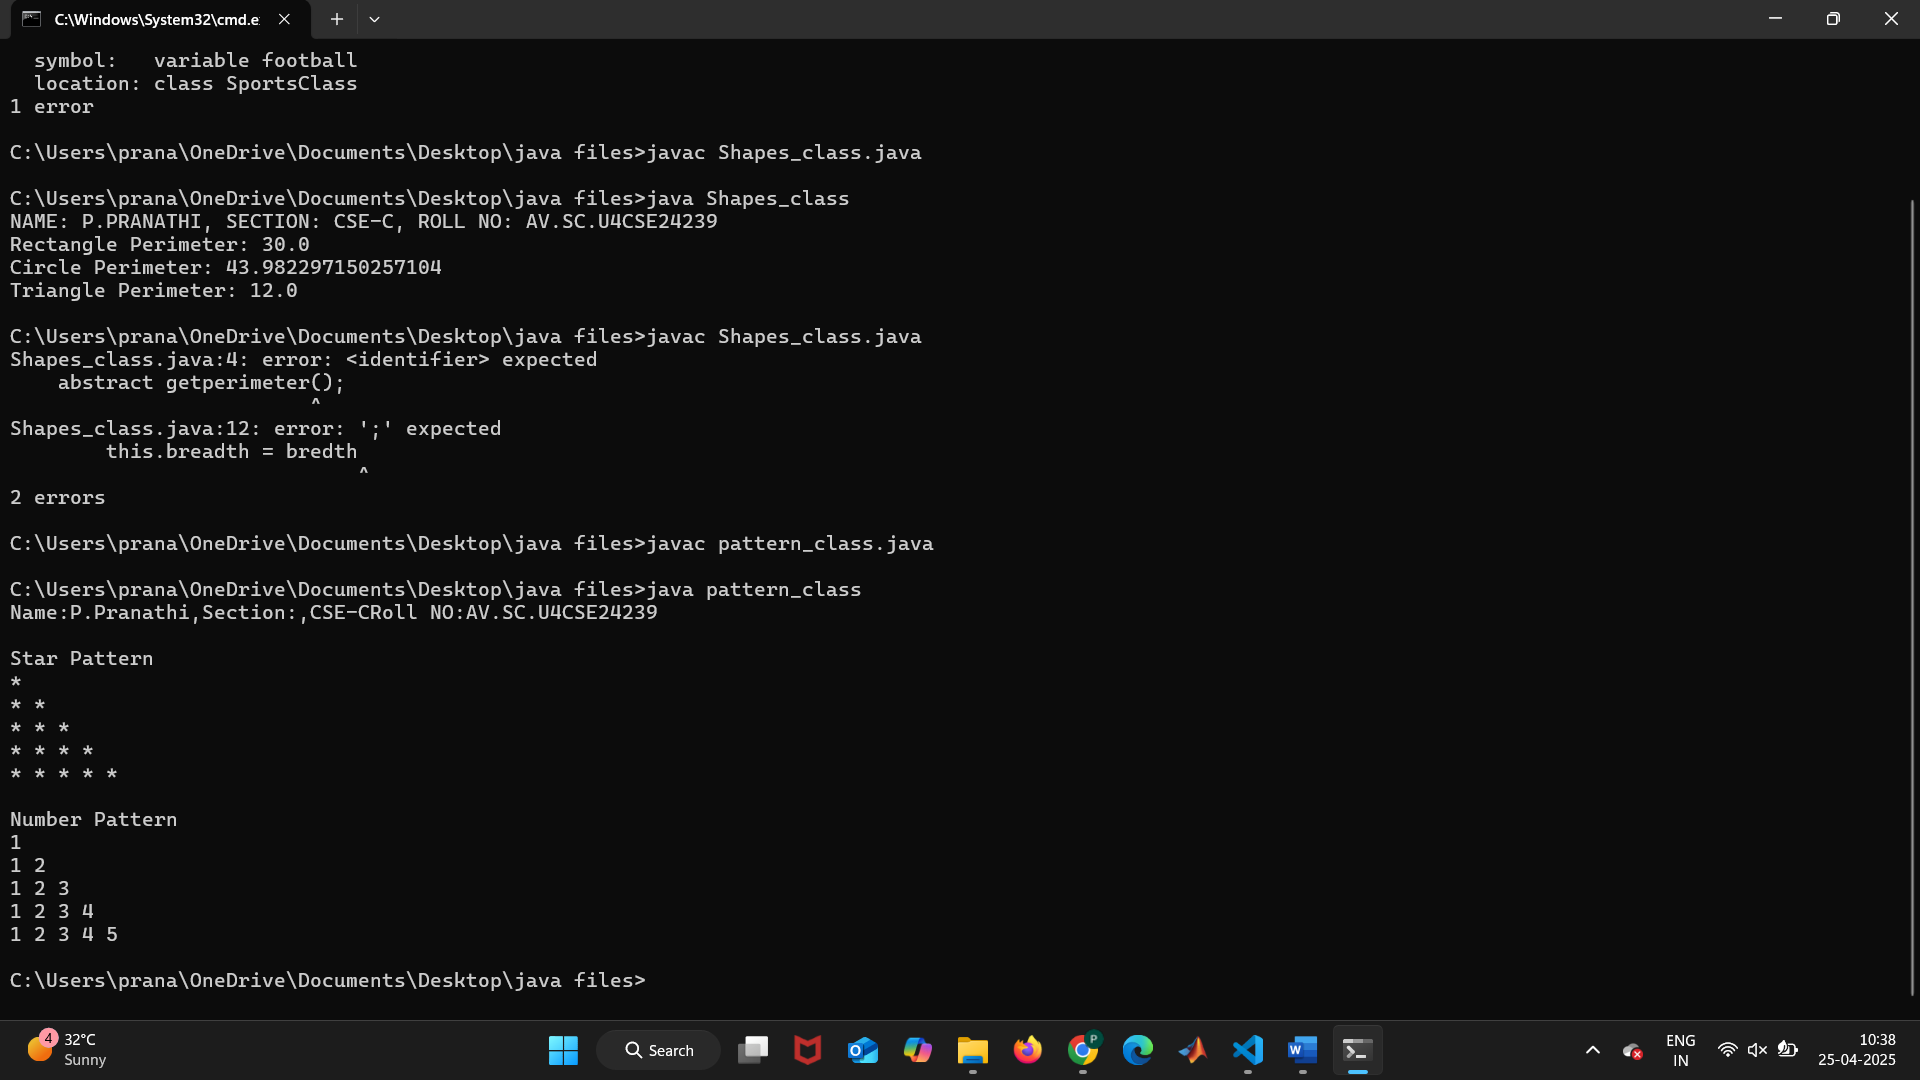 C:\Windows\System32\cmd.e
symbol:   variable football
location: class SportsClass
1 error
C:\Users\prana\OneDrive\Documents\Desktop\java files>javac Shapes_class.java
C:\Users\prana\OneDrive\Documents\Desktop\java files>java Shapes_class
NAME: P.PRANATHI, SECTION: CSE-C, ROLL NO: AV.SC.U4CSE24239
Rectangle Perimeter: 30.0
Circle Perimeter: 43.982297150257104
Triangle Perimeter: 12.0
C:\Users\prana\OneDrive\Documents\Desktop\java files>javac Shapes_class.java
Shapes_class.java:4: error: <identifier> expected
    abstract getperimeter();
                         ^
Shapes_class.java:12: error: ';' expected
        this.breadth = bredth
                             ^
2 errors
C:\Users\prana\OneDrive\Documents\Desktop\java files>javac pattern_class.java
C:\Users\prana\OneDrive\Documents\Desktop\java files>java pattern_class
Name:P.Pranathi,Section:,CSE-CRoll NO:AV.SC.U4CSE24239
Star Pattern
*
* *
* * *
* * * *
* * * * *
Number Pattern
1
1 2
1 2 3
1 2 3 4
1 2 3 4 5
C:\Users\prana\OneDrive\Documents\Desktop\java files>
4
32°C
Sunny
Search
P
ENG
IN
10:38
25-04-2025